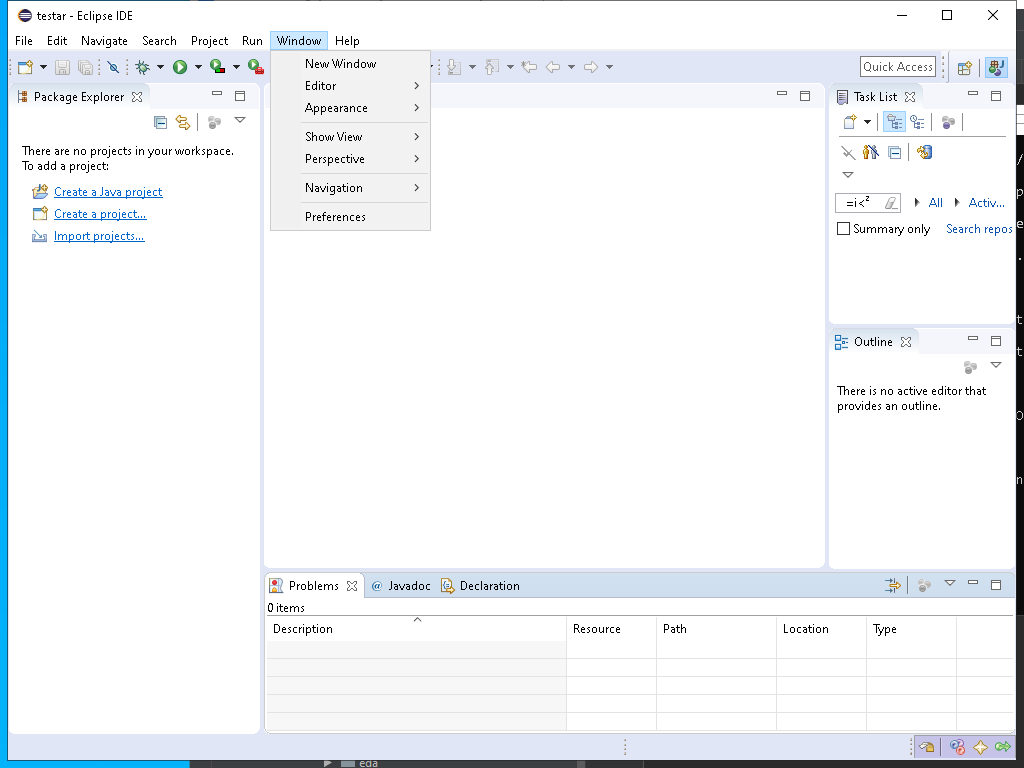 testar - Eclipse IDE
File Edit Navigate Search Project Run Window Help
Quick Access
New Window
Editor
Appearance
Show View
Perspective
Navigation
Preferences
Package Explorer
There are no projects in your workspace.
To add a project:
Create a Java project
Create a project...
Import projects...
Task List
All Activ...
Summary only Search repos
Outline
There is no active editor that
provides an outline.
Problems @ Javadoc Declaration
0 items
Description Resource Path Location Type
eda